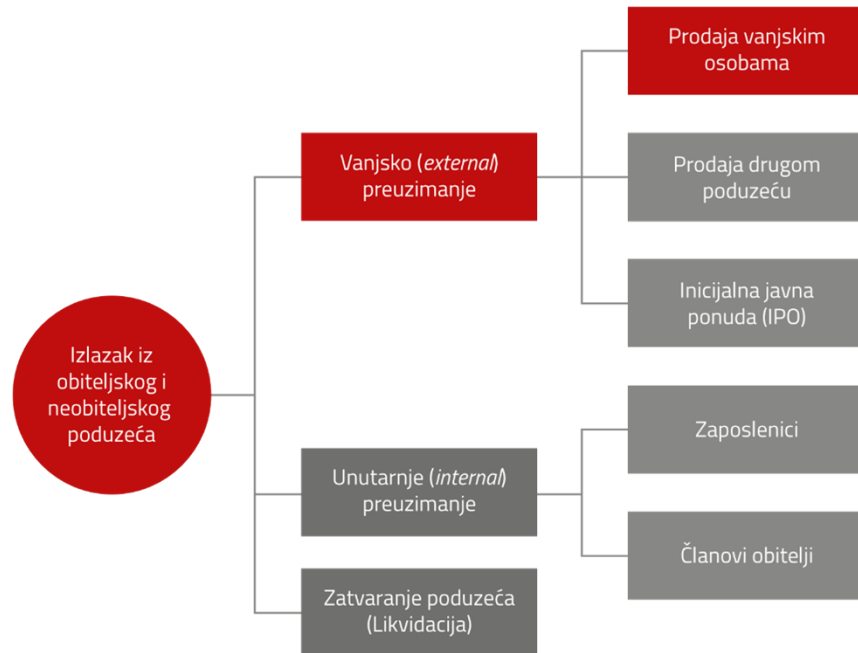 Izlazak iz
obiteljskog i
neobiteljskog
poduzeća
Vanjsko (external)
preuzimanje
Prodaja vanjskim
osobama
Prodaja drugom
poduzeću
Inicijalna javna
ponuda (IPO)
Unutarnje (internal)
preuzimanje
Zaposlenici
Članovi obitelji
Zatvaranje poduzeća
(Likvidacija)